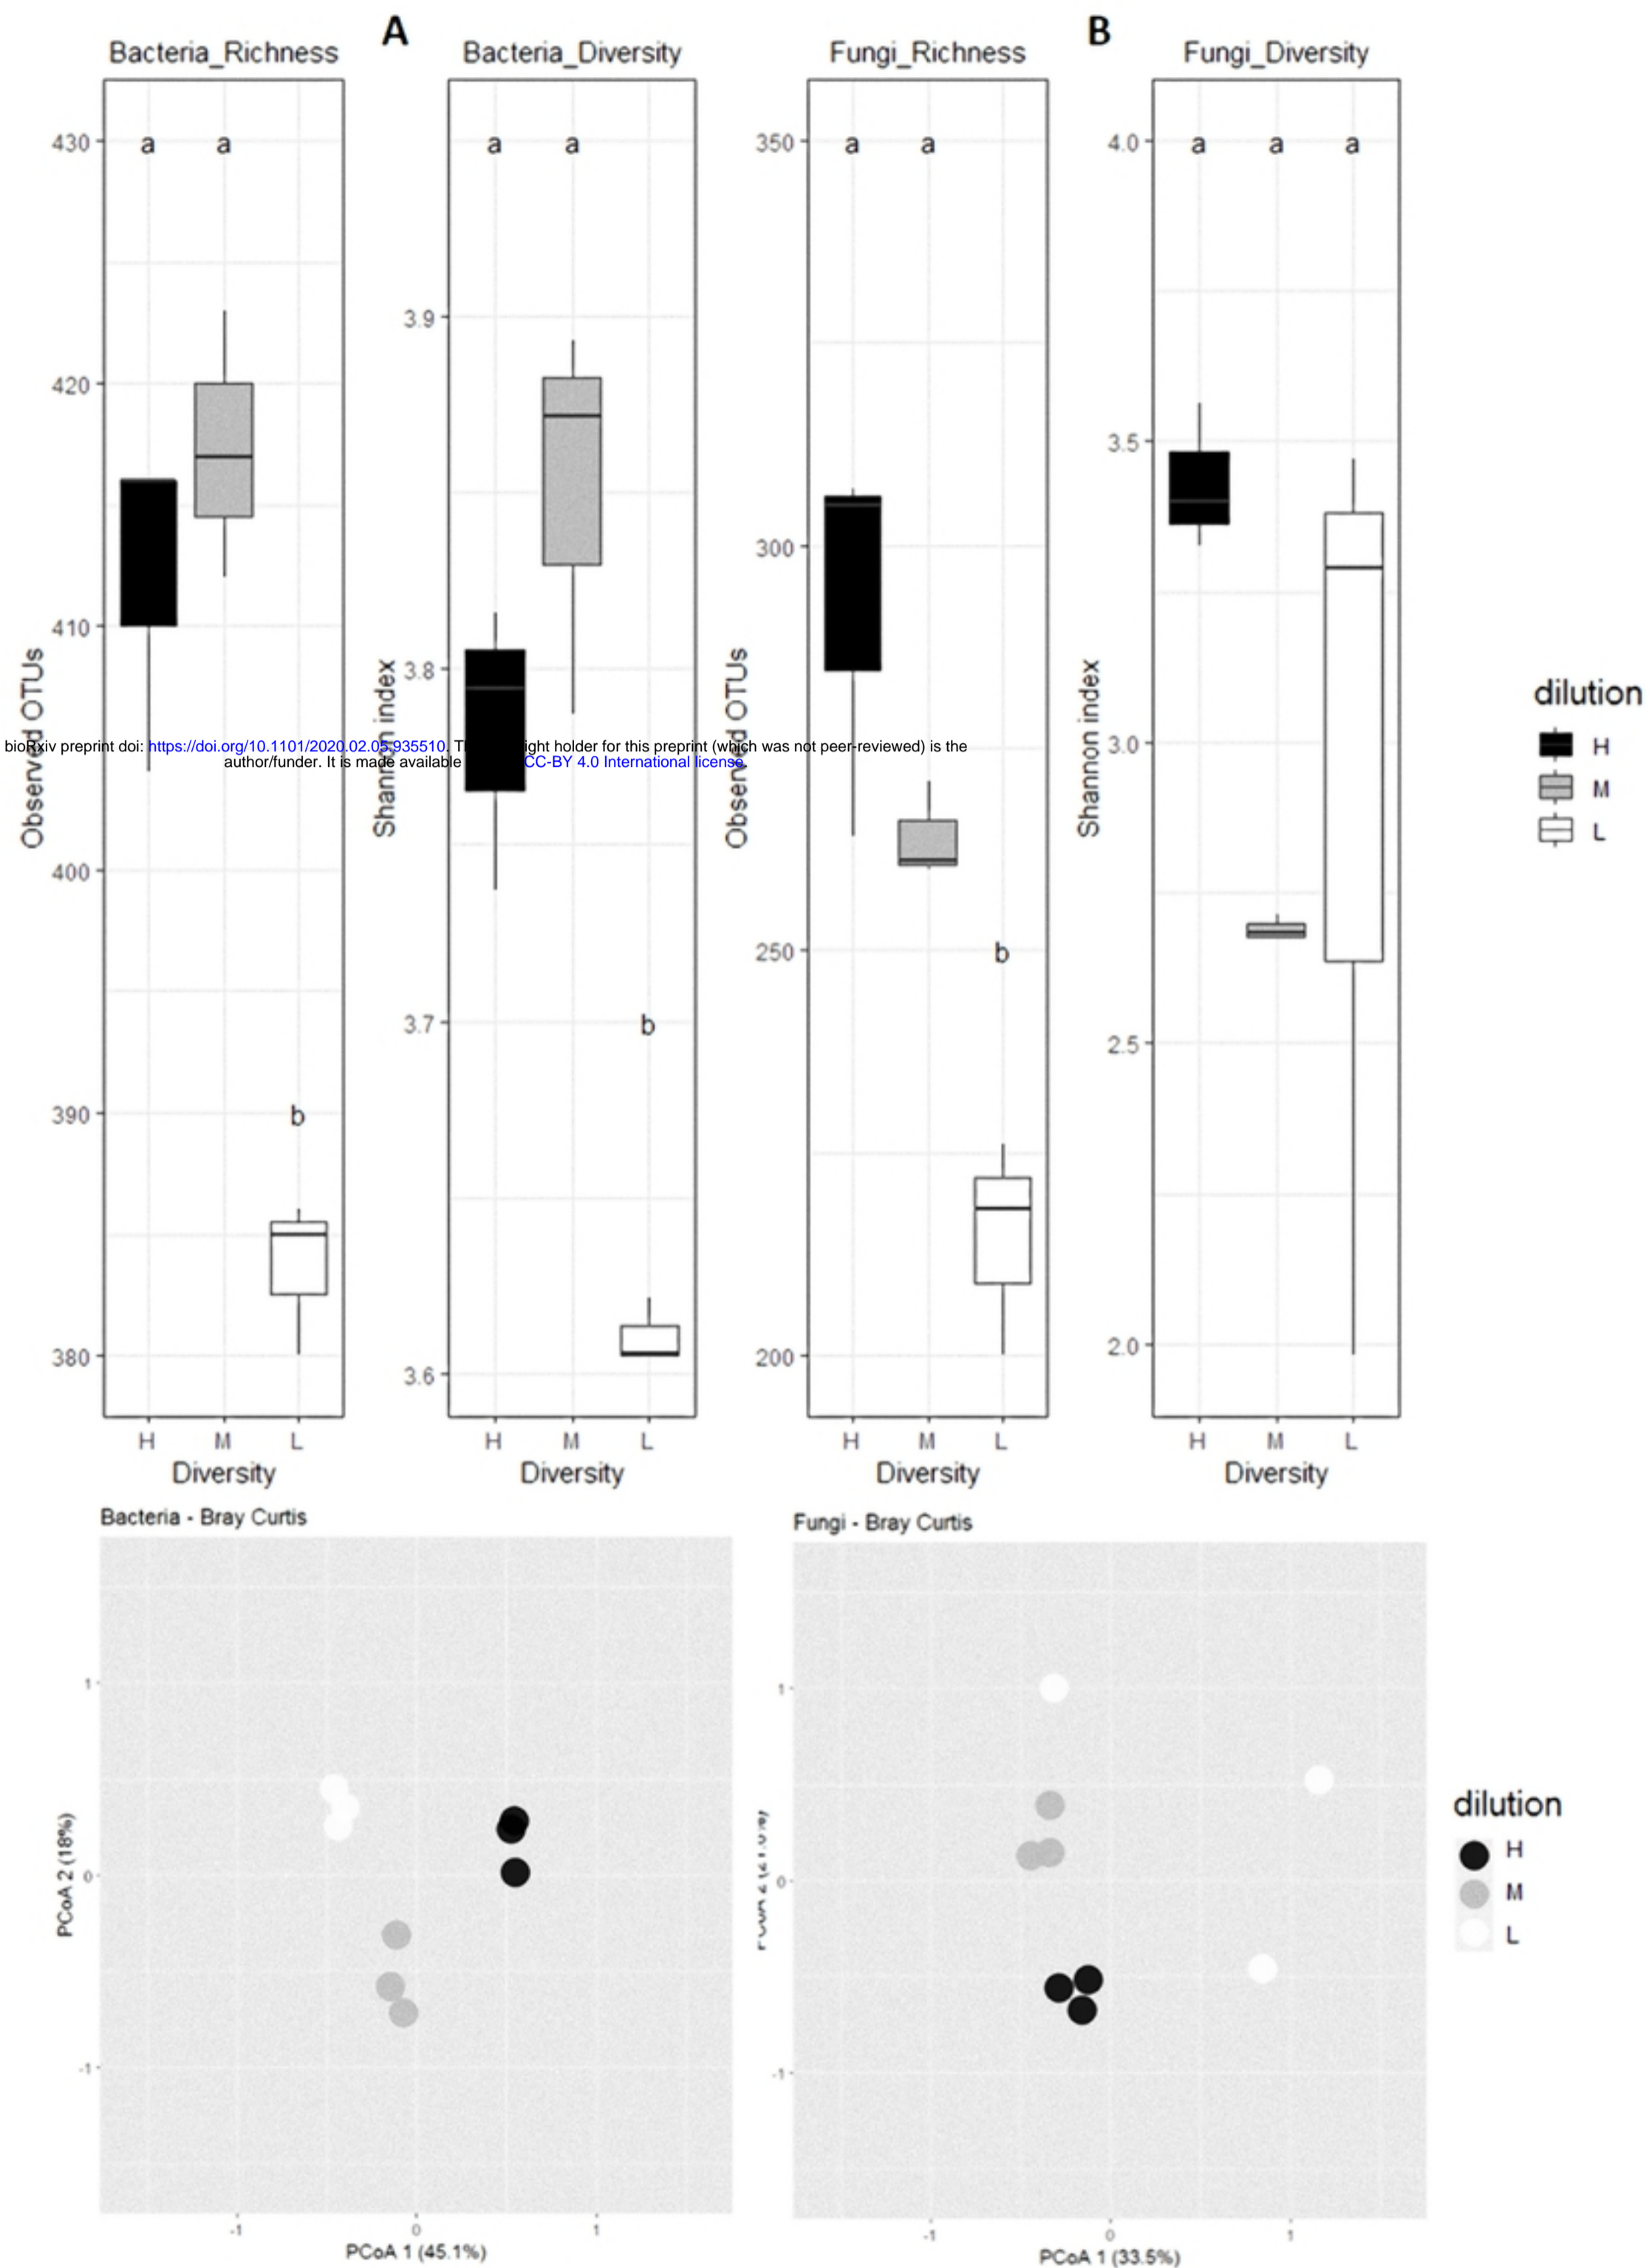 A
B
Bacteria_Richness
Bacteria_Diversity
Fungi_Richness
Fungi_Diversity
a a
430
420
410
400
390
380
b
Observed OTUs
H M L
Diversity
a a
3.9
3.8
3.7
3.6
b
Shannon index
H M L
Diversity
a a
350
300
250
200
b
Observed OTUs
H M L
Diversity
a a a
4.0
3.5
3.0
2.5
2.0
Shannon index
H M L
Diversity
dilution
H
M
L
bioRxiv preprint doi: https://doi.org/10.1101/2020.02.05.935510. ight holder for this preprint (which was not peer-reviewed) is the
author/funder. It is made available CC-BY 4.0 International license.
Bacteria - Bray Curtis
1
0
-1
PCoA 2 (18%)
-1 0 1
PCoA 1 (45.1%)
Fungi - Bray Curtis
1
0
-1
-1 0 1
PCoA 1 (33.5%)
dilution
H
M
L